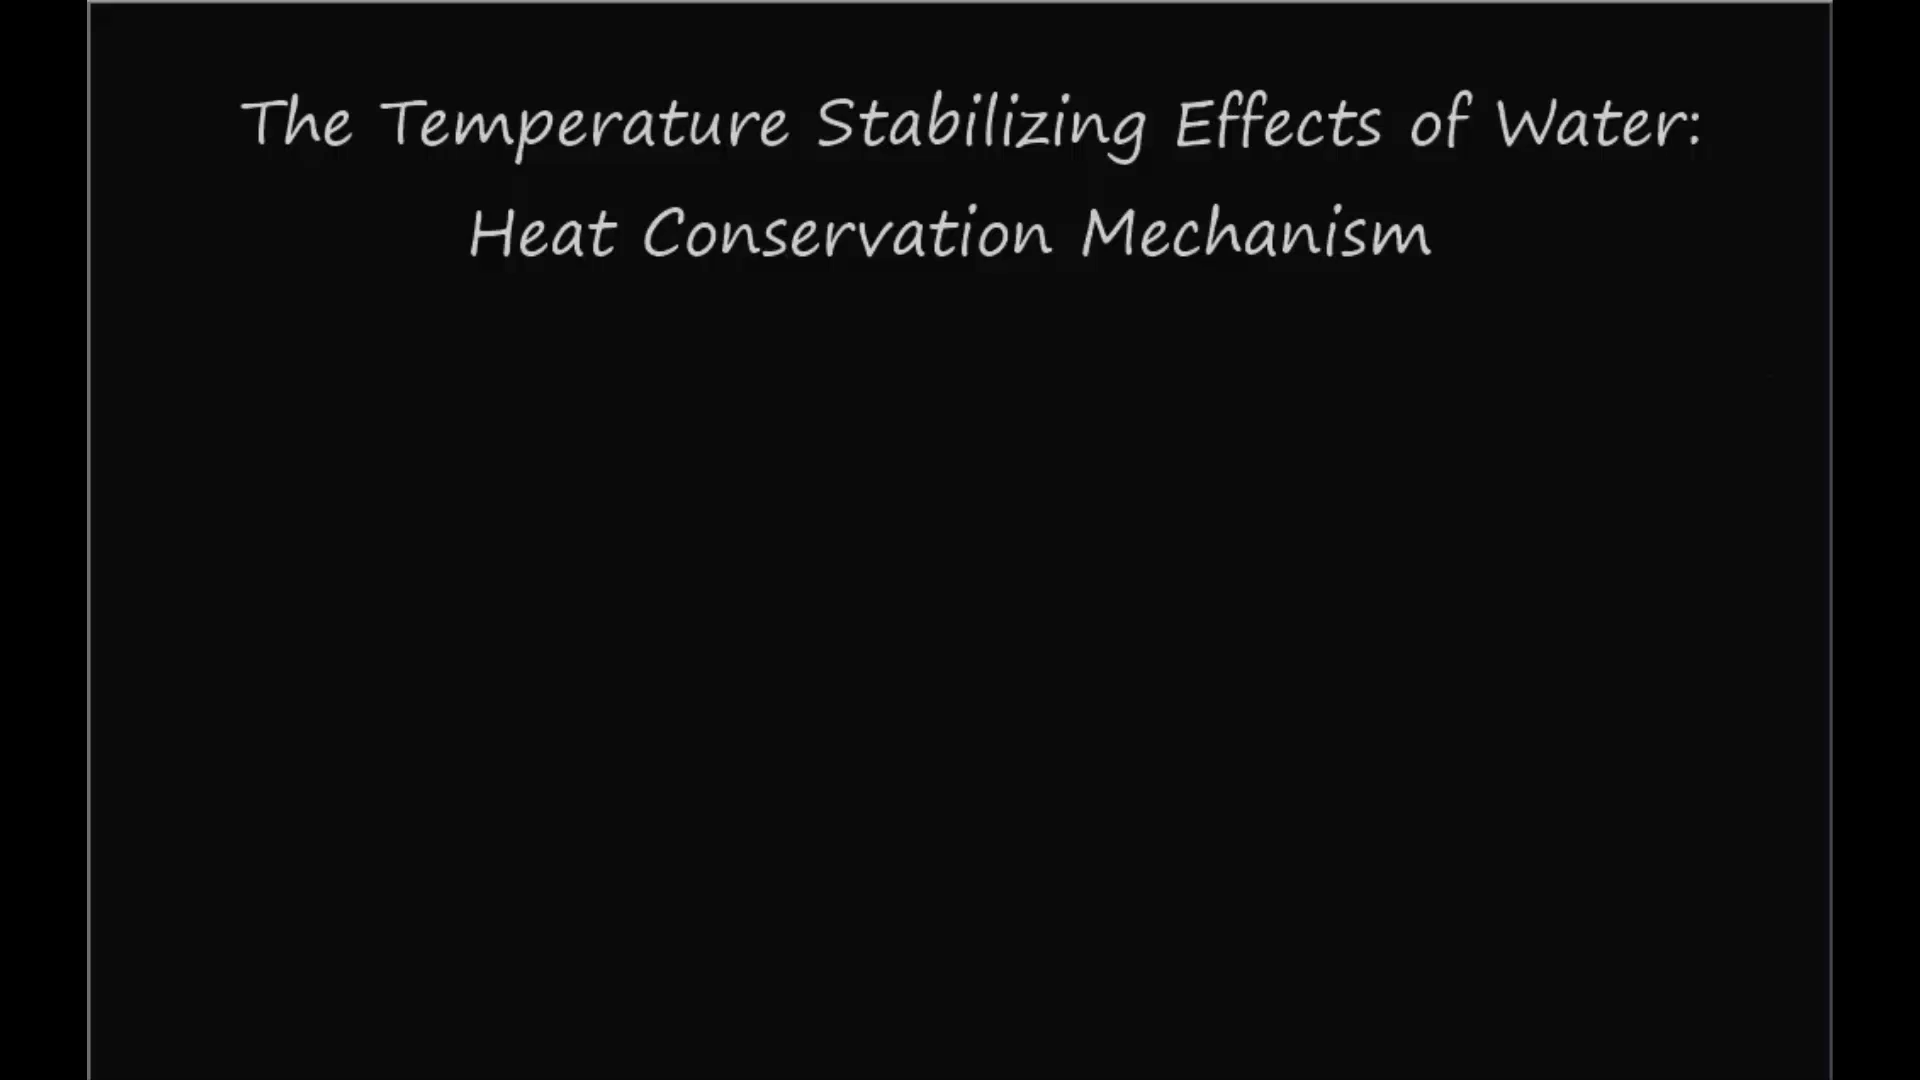 The Temperature Stabilizing Effects of Water:
Heat Conservation Mechanism